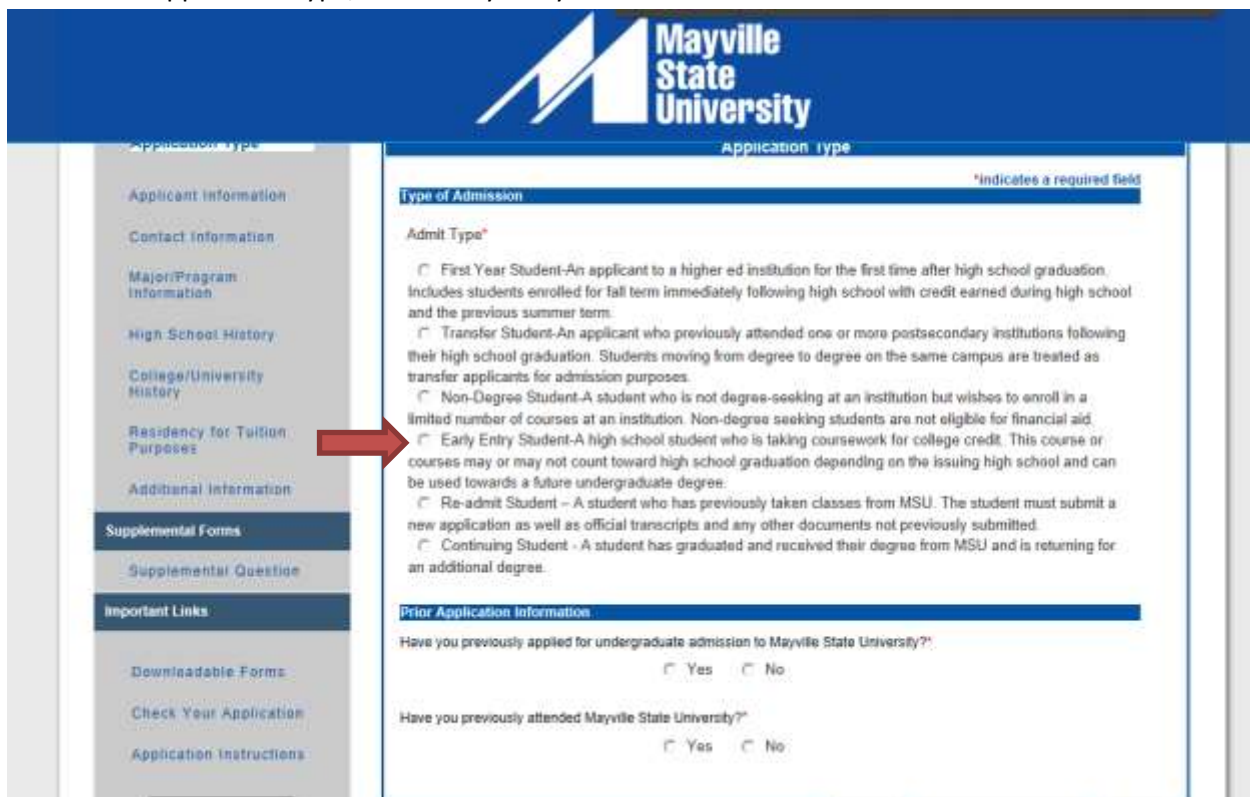 Mayville
State
University
Application Type
Application Type
*indicates a required field
Applicant Information
Contact Information
Major/Program
Information
High School History
College/University
History
Residency for Tuition
Purposes
Additional Information
Supplemental Forms
Supplemental Question
Important Links
Downloadable Forms
Check Your Application
Application Instructions
Type of Admission
Admit Type*
First Year Student-An applicant to a higher ed institution for the first time after high school graduation.
Includes students enrolled for fall term immediately following high school with credit earned during high school
and the previous summer term.
Transfer Student-An applicant who previously attended one or more postsecondary institutions following
their high school graduation. Students moving from degree to degree on the same campus are treated as
transfer applicants for admission purposes.
Non-Degree Student-A student who is not degree-seeking at an institution but wishes to enroll in a
limited number of courses at an institution. Non-degree seeking students are not eligible for financial aid.
Early Entry Student-A high school student who is taking coursework for college credit. This course or
courses may or may not count toward high school graduation depending on the issuing high school and can
be used towards a future undergraduate degree.
Re-admit Student – A student who has previously taken classes from MSU. The student must submit a
new application as well as official transcripts and any other documents not previously submitted.
Continuing Student - A student has graduated and received their degree from MSU and is returning for
an additional degree.
Prior Application Information
Have you previously applied for undergraduate admission to Mayville State University?*
Yes No
Have you previously attended Mayville State University?*
Yes No